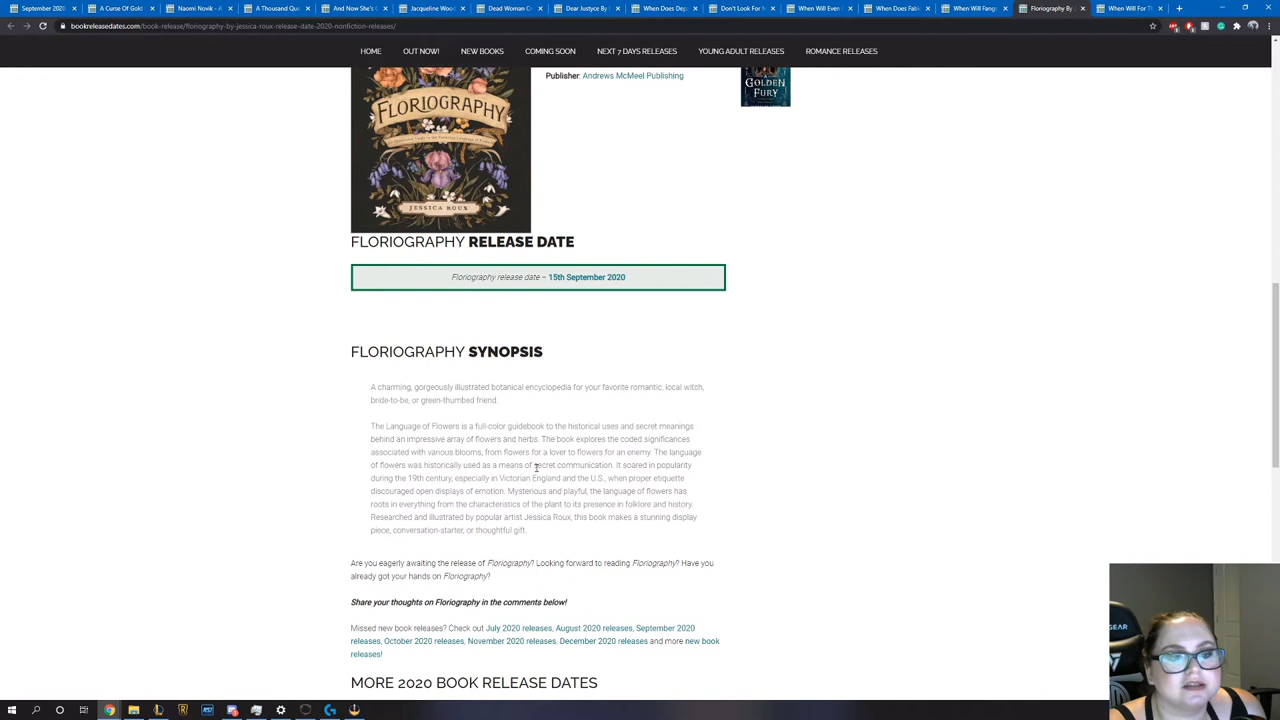 September 2020
A Curse Of Gold
Naomi Novik - A
A Thousand Que
And Now She's G
Jacqueline Wood
Dead Woman Cr
Dear Justyce By
When Does Depe
Don't Look For M
When Will Even
When Does Fable
When Will Fang
Floriography By
When Will For Th
bookreleasedates.com/book-release/floriography-by-jessica-roux-release-date-2020-nonfiction-releases/
HOME OUT NOW! NEW BOOKS COMING SOON NEXT 7 DAYS RELEASES YOUNG ADULT RELEASES ROMANCE RELEASES
Publisher: Andrews McMeel Publishing
GOLDEN
FURY
FLORIOGRAPHY
JESSICA ROUX
FLORIOGRAPHY RELEASE DATE
Floriography release date – 15th September 2020
FLORIOGRAPHY SYNOPSIS
A charming, gorgeously illustrated botanical encyclopedia for your favorite romantic, local witch,
bride-to-be, or green-thumbed friend.
The Language of Flowers is a full-color guidebook to the historical uses and secret meanings
behind an impressive array of flowers and herbs. The book explores the coded significances
associated with various blooms, from flowers for a lover to flowers for an enemy. The language
of flowers was historically used as a means of secret communication. It soared in popularity
during the 19th century, especially in Victorian England and the U.S., when proper etiquette
discouraged open displays of emotion. Mysterious and playful, the language of flowers has
roots in everything from the characteristics of the plant to its presence in folklore and history.
Researched and illustrated by popular artist Jessica Roux, this book makes a stunning display
piece, conversation-starter, or thoughtful gift.
Are you eagerly awaiting the release of Floriography? Looking forward to reading Floriography? Have you
already got your hands on Floriography?
Share your thoughts on Floriography in the comments below!
Missed new book releases? Check out July 2020 releases, August 2020 releases, September 2020
releases, October 2020 releases, November 2020 releases, December 2020 releases and more new book
releases!
MORE 2020 BOOK RELEASE DATES
GEAR